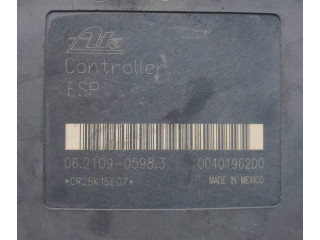 Ate
Controller
ESP
06.2109-0598.3 0040196200
*CR25K15E07* MADE IN MEXICO